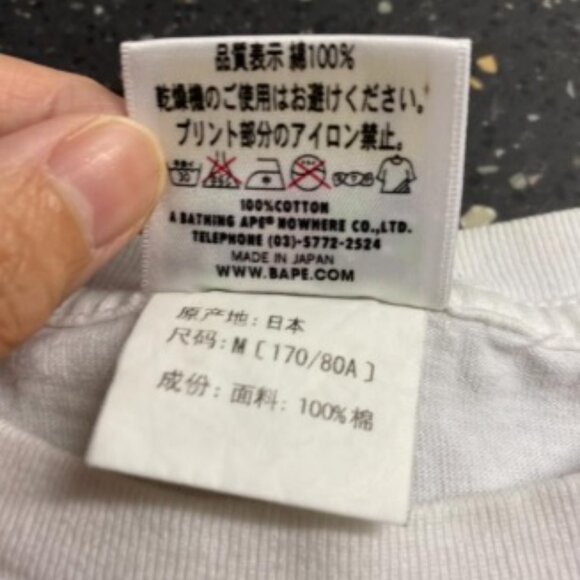 品質表示 綿100%
乾燥機のご使用はお避けください。
プリント部分のアイロン禁止。
100%COTTON
A BATHING APE® NOWHERE CO.,LTD.
TELEPHONE (03)-5772-2524
MADE IN JAPAN
WWW.BAPE.COM
原产地:日本
尺码:M[170/80A]
成份:面料:100%棉